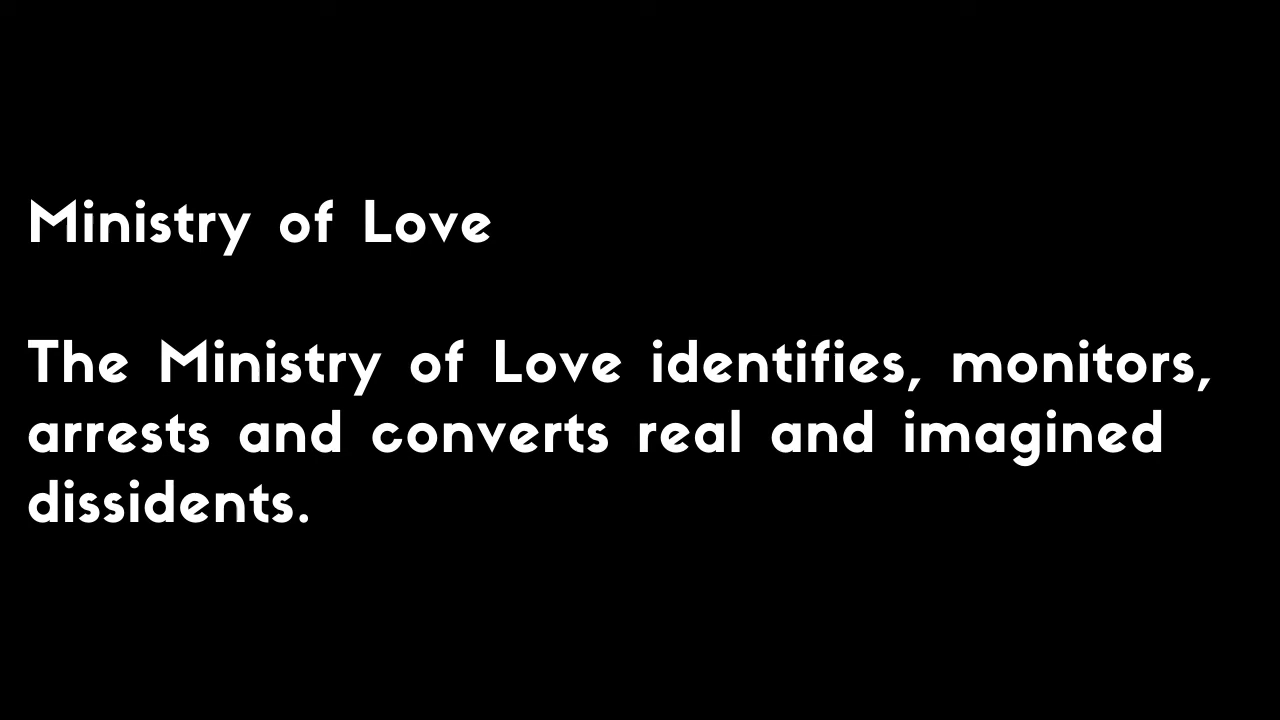 Ministry of Love
The Ministry of Love identifies, monitors,
arrests and converts real and imagined
dissidents.